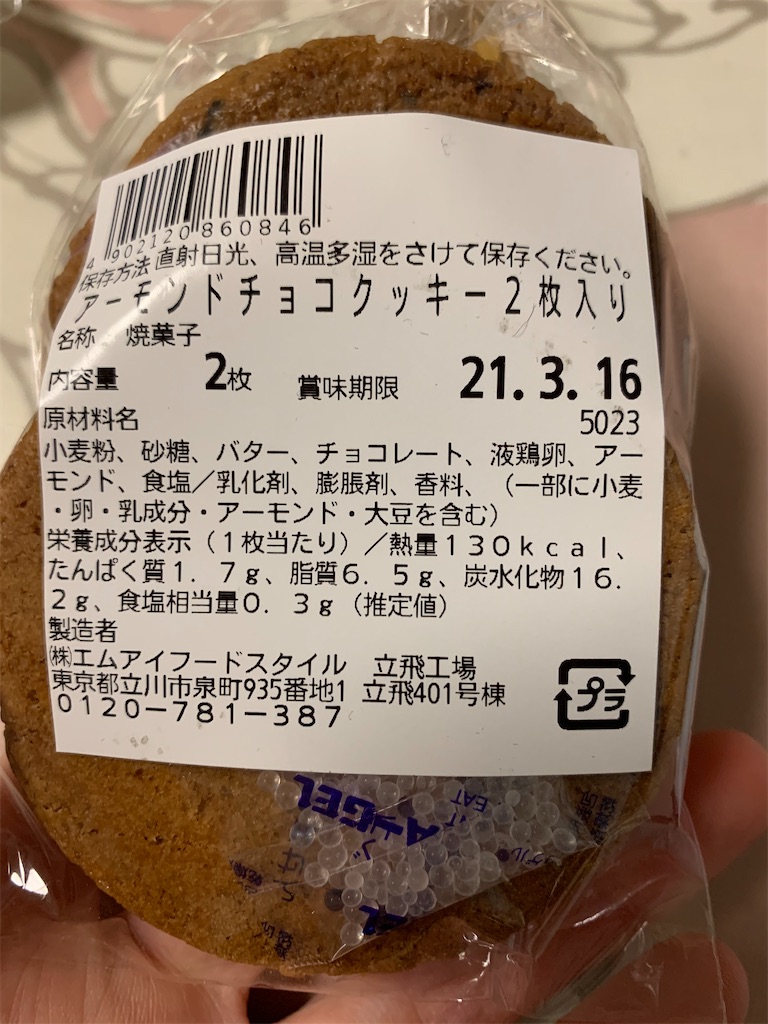 4902120860846
保存方法 直射日光、高温多湿をさけて保存ください。
アーモンドチョコクッキー2枚入り
名称 焼菓子
内容量 2枚 賞味期限 21.3.16
原材料名 5023
小麦粉、砂糖、バター、チョコレート、液鶏卵、アー
モンド、食塩／乳化剤、膨脹剤、香料、（一部に小麦
・卵・乳成分・アーモンド・大豆を含む）
栄養成分表示（1枚当たり）／熱量130kcal、
たんぱく質1.7g、脂質6.5g、炭水化物16.
2g、食塩相当量0.3g（推定値）
製造者
㈱エムアイフードスタイル 立飛工場
東京都立川市泉町935番地1 立飛401号棟
0120-781-387
プラ
GEL
EAT